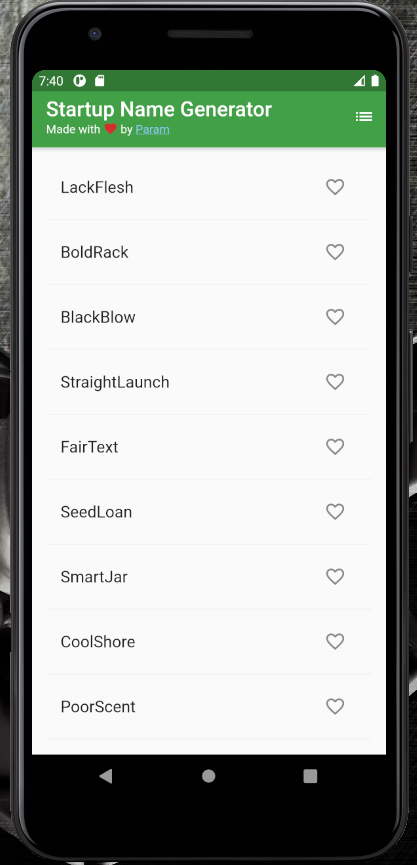 7:40
Startup Name Generator
Made with ❤ by Param
LackFlesh
BoldRack
BlackBlow
StraightLaunch
FairText
SeedLoan
SmartJar
CoolShore
PoorScent